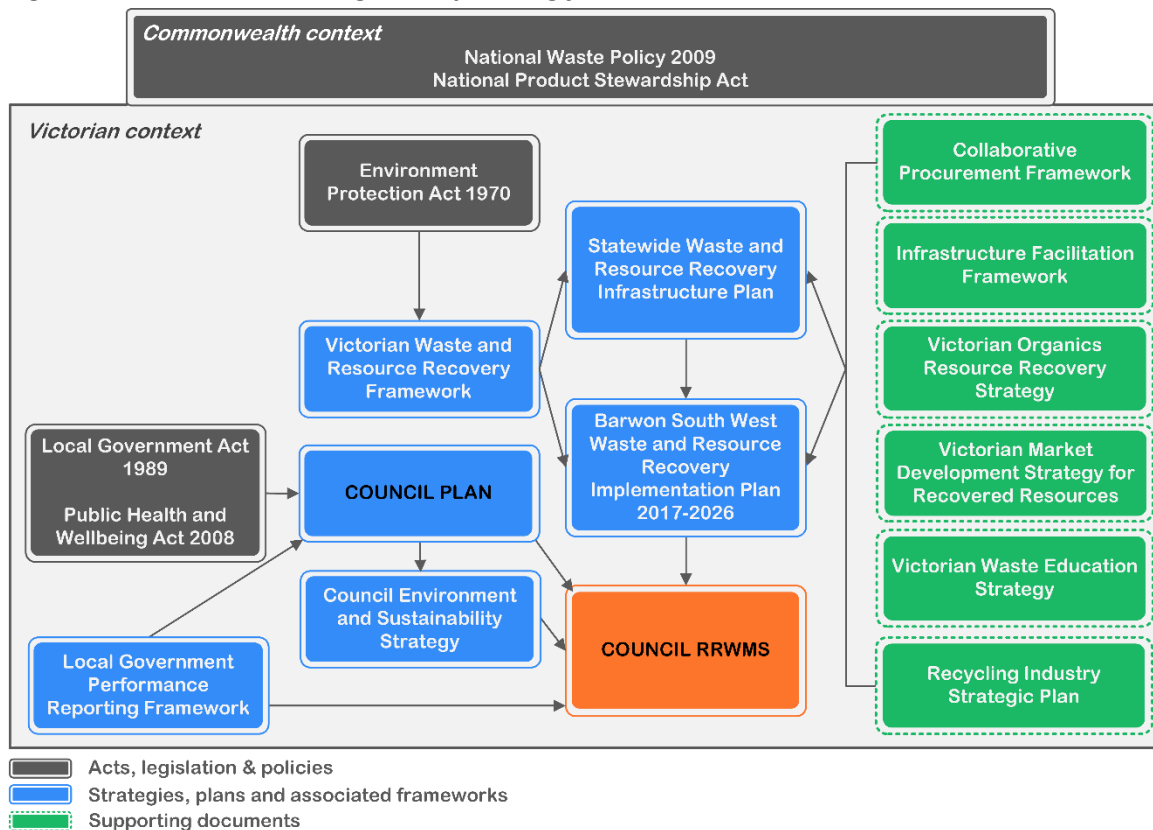 Commonwealth context
National Waste Policy 2009
National Product Stewardship Act
Victorian context
Environment
Protection Act 1970
Statewide Waste and
Resource Recovery
Infrastructure Plan
Victorian Waste and
Resource Recovery
Framework
Barwon South West
Waste and Resource
Recovery
Implementation Plan
2017-2026
Local Government Act
1989
Public Health and
Wellbeing Act 2008
COUNCIL PLAN
Council Environment
and Sustainability
Strategy
Local Government
Performance
Reporting Framework
COUNCIL RRWMS
Collaborative
Procurement Framework
Infrastructure Facilitation
Framework
Victorian Organics
Resource Recovery
Strategy
Victorian Market
Development Strategy for
Recovered Resources
Victorian Waste Education
Strategy
Recycling Industry
Strategic Plan
Acts, legislation & policies
Strategies, plans and associated frameworks
Supporting documents